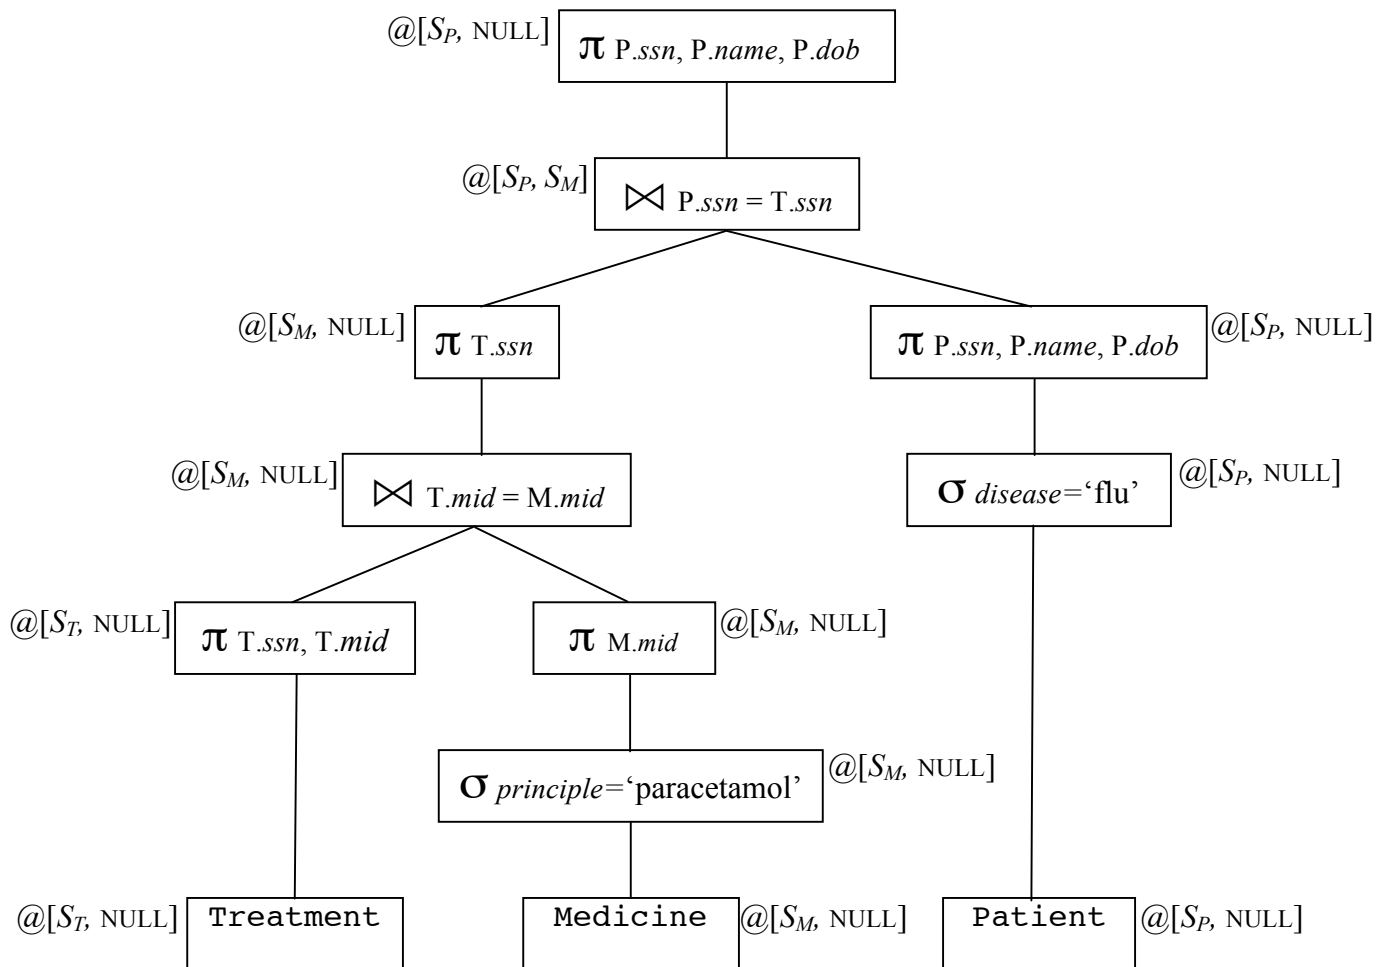 @[S_P, NULL] π P.ssn, P.name, P.dob
@[S_P, S_M] ⋈ P.ssn = T.ssn
@[S_M, NULL] π T.ssn
π P.ssn, P.name, P.dob @[S_P, NULL]
@[S_M, NULL] ⋈ T.mid = M.mid
σ disease=‘flu’ @[S_P, NULL]
@[S_T, NULL] π T.ssn, T.mid
π M.mid @[S_M, NULL]
σ principle=‘paracetamol’ @[S_M, NULL]
@[S_T, NULL] Treatment
Medicine @[S_M, NULL]
Patient @[S_P, NULL]